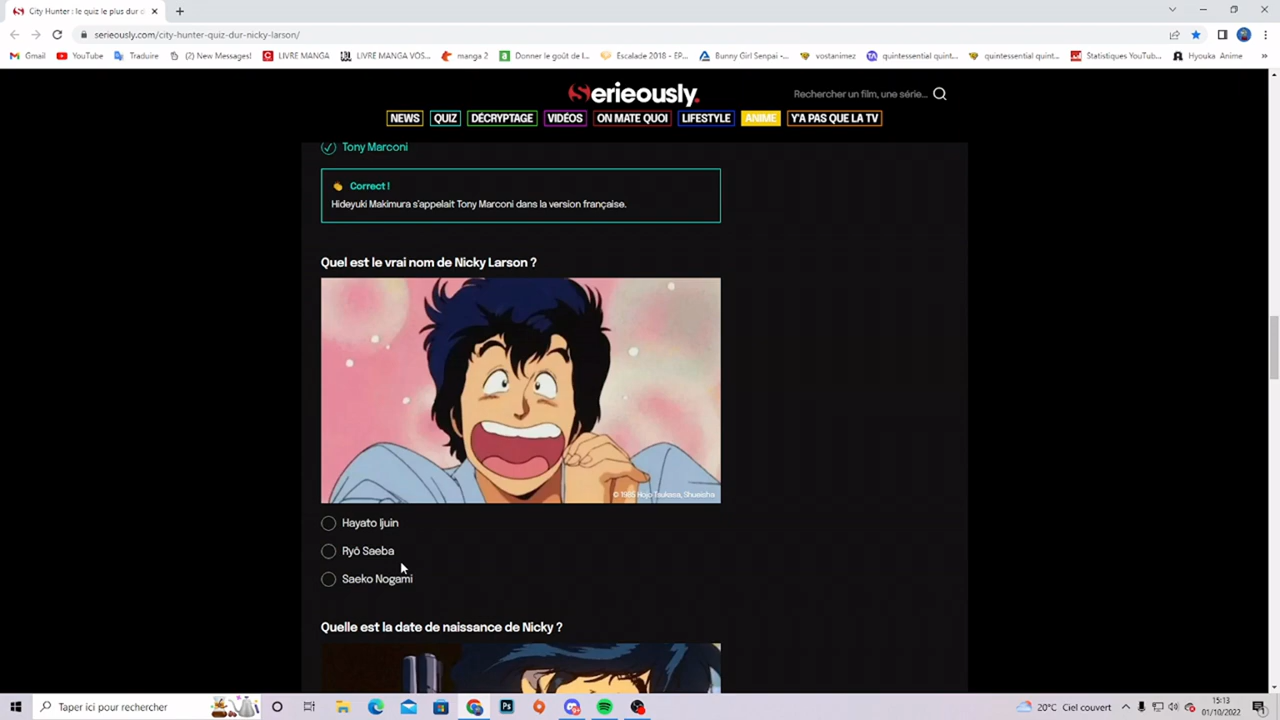 City Hunter : le quiz le plus dur d
serieously.com/city-hunter-quiz-dur-nicky-larson/
Gmail
YouTube
Traduire
(2) New Messages!
LIVRE MANGA
LIVRE MANGA VOS...
manga 2
Donner le goût de l...
Escalade 2018 - EP...
Bunny Girl Senpai -...
vostanimez
quintessential quint...
quintessential quint...
Statistiques YouTub...
Hyouka Anime
»
Serieously.
Rechercher un film, une série...
NEWS
QUIZ
DÉCRYPTAGE
VIDÉOS
ON MATE QUOI
LIFESTYLE
ANIME
Y'A PAS QUE LA TV
Tony Marconi
Correct !
Hideyuki Makimura s'appelait Tony Marconi dans la version française.
Quel est le vrai nom de Nicky Larson ?
© 1985 Hojo Tsukasa, Shueisha
Hayato Ijuin
Ryô Saeba
Saeko Nogami
Quelle est la date de naissance de Nicky ?
Taper ici pour rechercher
20°C Ciel couvert
15:13
01/10/2022